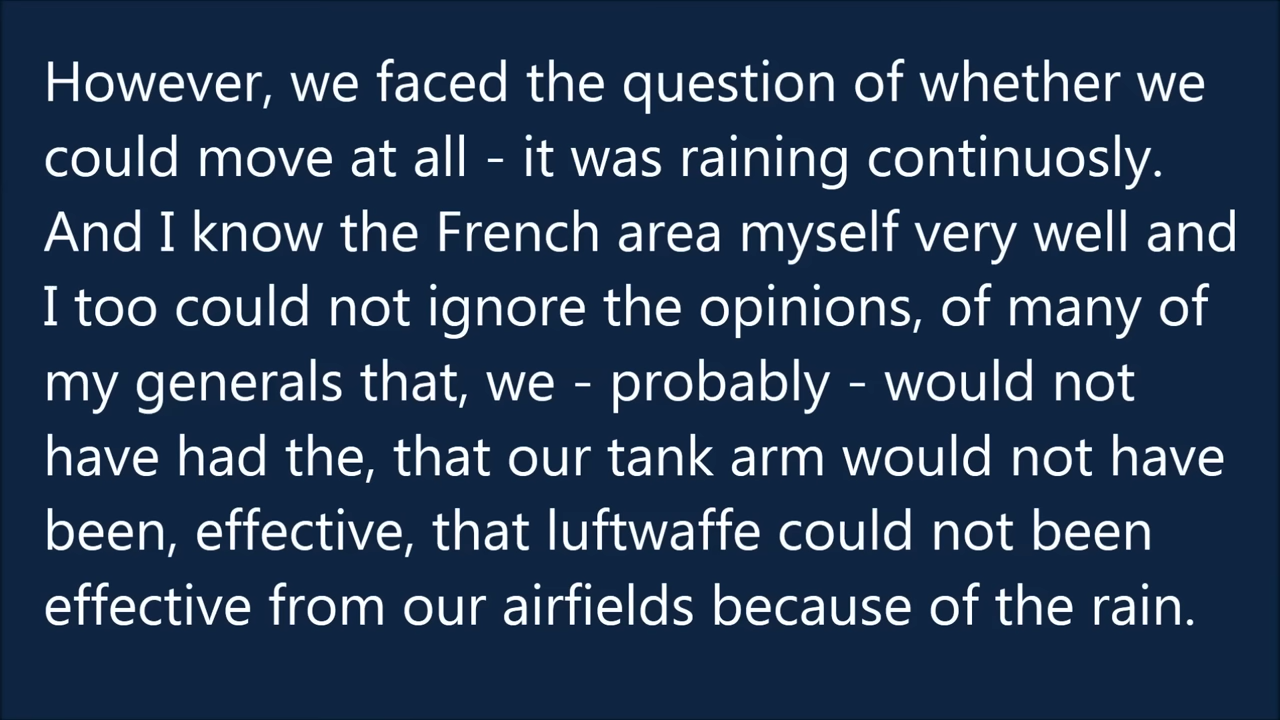 However, we faced the question of whether we
could move at all - it was raining continuosly.
And I know the French area myself very well and
I too could not ignore the opinions, of many of
my generals that, we - probably - would not
have had the, that our tank arm would not have
been, effective, that luftwaffe could not been
effective from our airfields because of the rain.